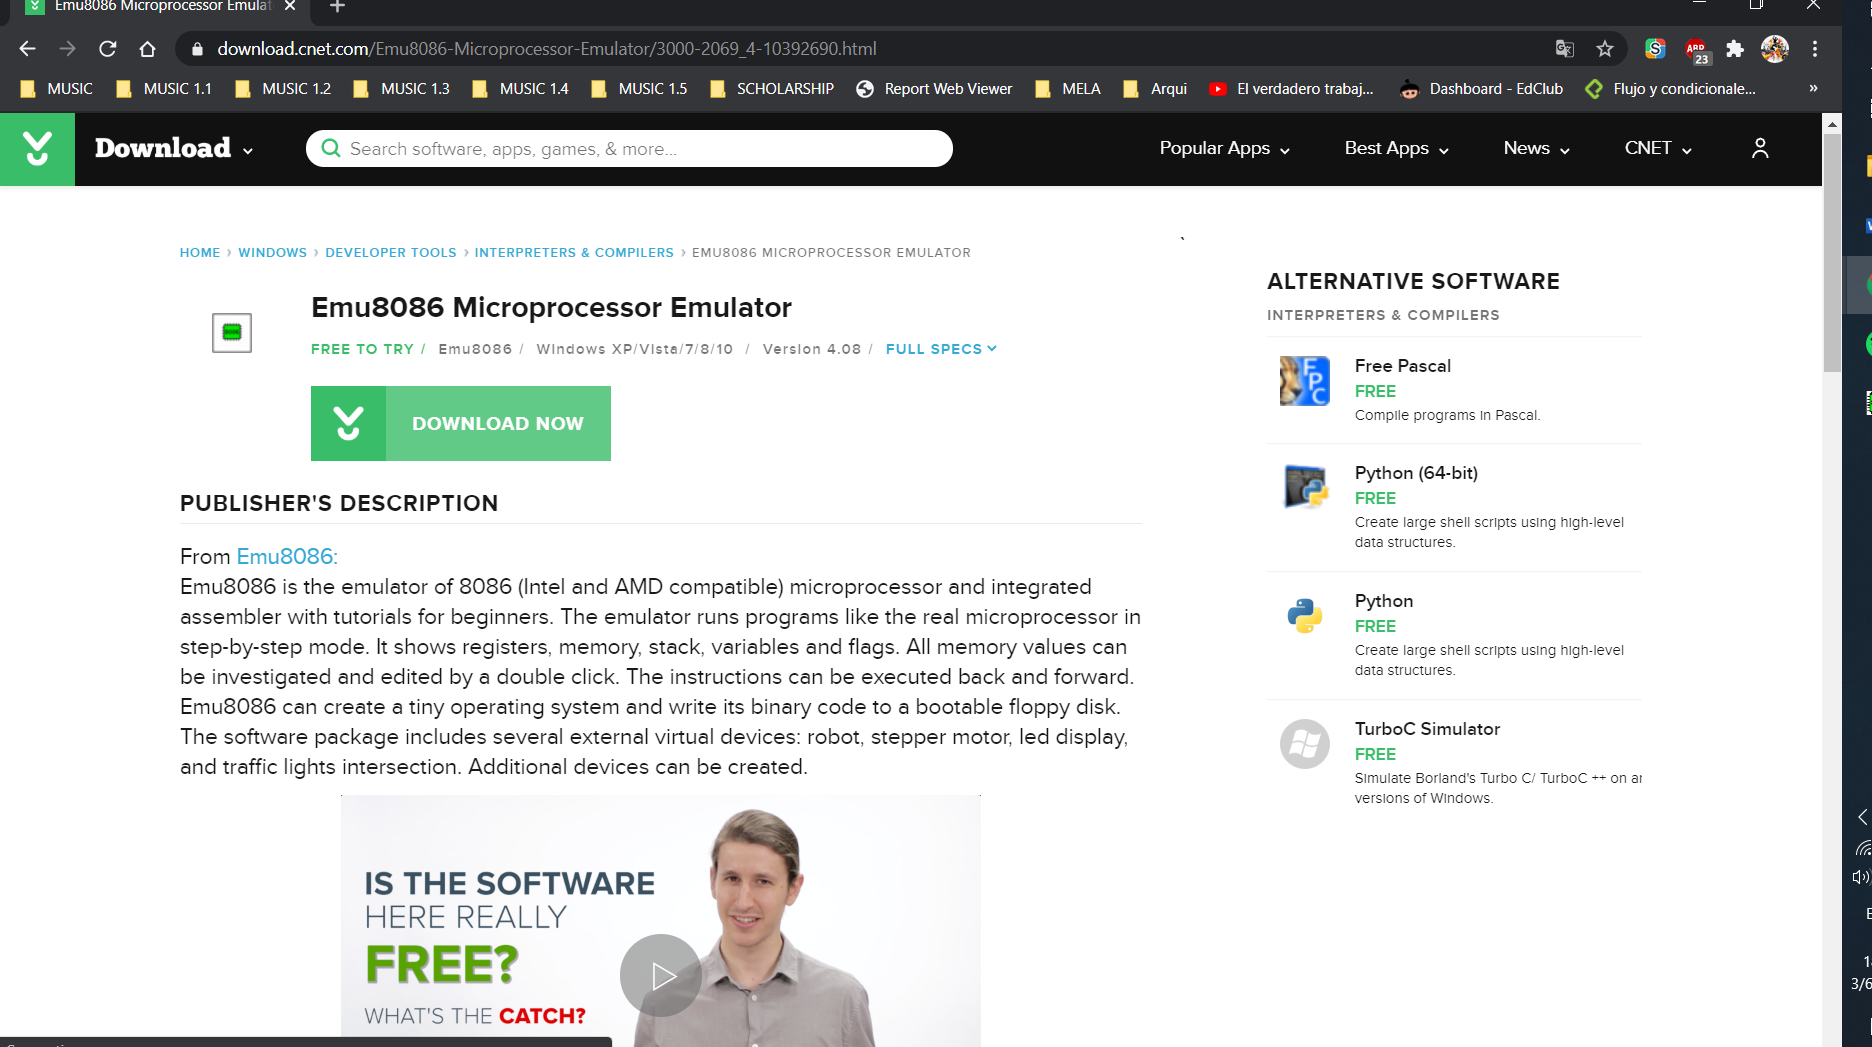 Emu8086 Microprocessor Emulat
download.cnet.com/Emu8086-Microprocessor-Emulator/3000-2069_4-10392690.html
ABP
23
MUSIC
MUSIC 1.1
MUSIC 1.2
MUSIC 1.3
MUSIC 1.4
MUSIC 1.5
SCHOLARSHIP
Report Web Viewer
MELA
Arqui
El verdadero trabaj...
Dashboard - EdClub
Flujo y condicionale...
»
Download
Search software, apps, games, & more...
Popular Apps
Best Apps
News
CNET
HOME › WINDOWS › DEVELOPER TOOLS › INTERPRETERS & COMPILERS › EMU8086 MICROPROCESSOR EMULATOR
Emu8086 Microprocessor Emulator
FREE TO TRY / Emu8086 / Windows XP/Vista/7/8/10 / Version 4.08 / FULL SPECS
DOWNLOAD NOW
PUBLISHER'S DESCRIPTION
From Emu8086:
Emu8086 is the emulator of 8086 (Intel and AMD compatible) microprocessor and integrated
assembler with tutorials for beginners. The emulator runs programs like the real microprocessor in
step-by-step mode. It shows registers, memory, stack, variables and flags. All memory values can
be investigated and edited by a double click. The instructions can be executed back and forward.
Emu8086 can create a tiny operating system and write its binary code to a bootable floppy disk.
The software package includes several external virtual devices: robot, stepper motor, led display,
and traffic lights intersection. Additional devices can be created.
IS THE SOFTWARE
HERE REALLY
FREE?
WHAT'S THE CATCH?
ALTERNATIVE SOFTWARE
INTERPRETERS & COMPILERS
FPC
Free Pascal
FREE
Compile programs in Pascal.
Python (64-bit)
FREE
Create large shell scripts using high-level
data structures.
Python
FREE
Create large shell scripts using high-level
data structures.
TurboC Simulator
FREE
Simulate Borland's Turbo C/ TurboC ++ on
versions of Windows.
3/6